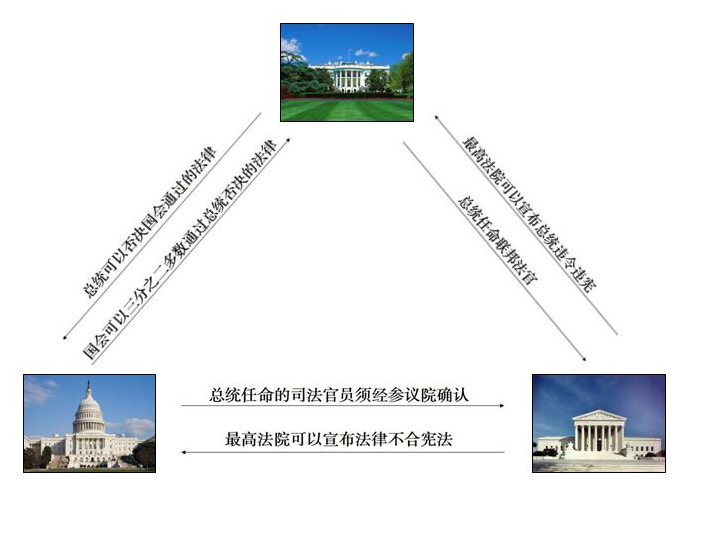 总统可以否决国会通过的法律
国会可以三分之二多数通过总统否决的法律
最高法院可以宣布总统违令违宪
总统任命联邦法官
总统任命的司法官员须经参议院确认
最高法院可以宣布法律不合宪法